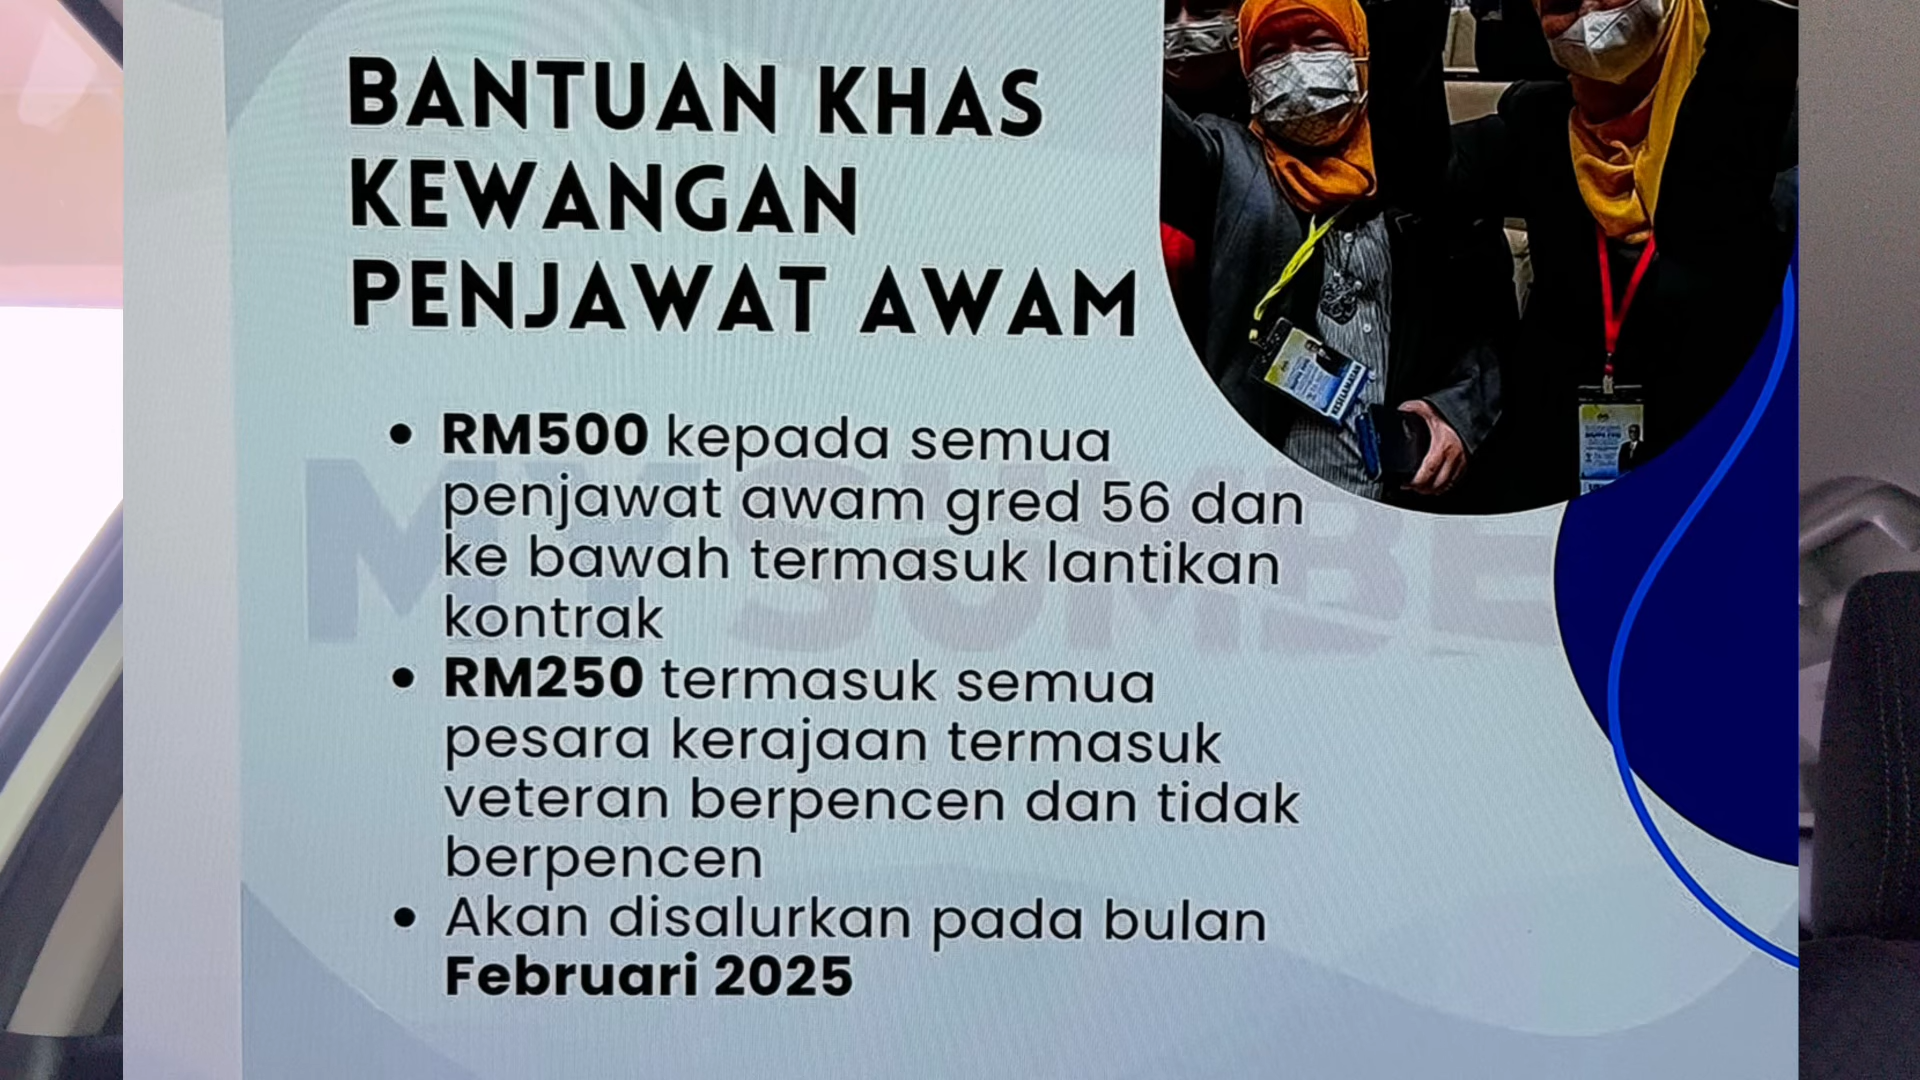 BANTUAN KHAS
KEWANGAN
PENJAWAT AWAM
• RM500 kepada semua
penjawat awam gred 56 dan
ke bawah termasuk lantikan
kontrak
• RM250 termasuk semua
pesara kerajaan termasuk
veteran berpencen dan tidak
berpencen
• Akan disalurkan pada bulan
Februari 2025
KESELAMATAN